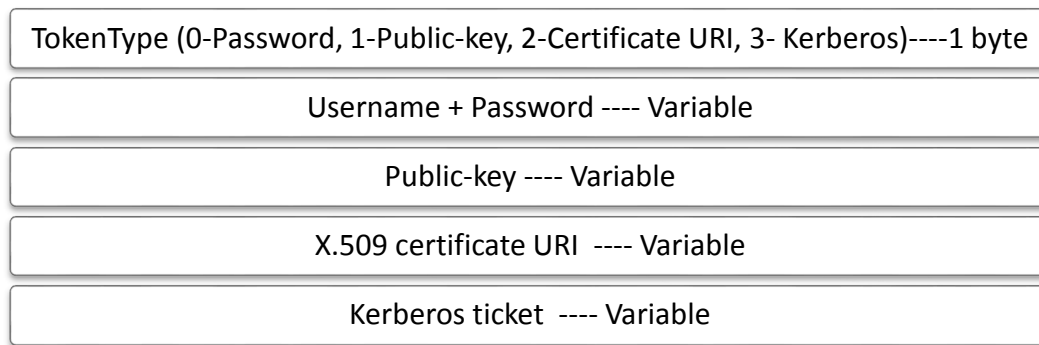 TokenType (0-Password, 1-Public-key, 2-Certificate URI, 3- Kerberos)----1 byte
Username + Password ---- Variable
Public-key ---- Variable
X.509 certificate URI  ---- Variable
Kerberos ticket  ---- Variable